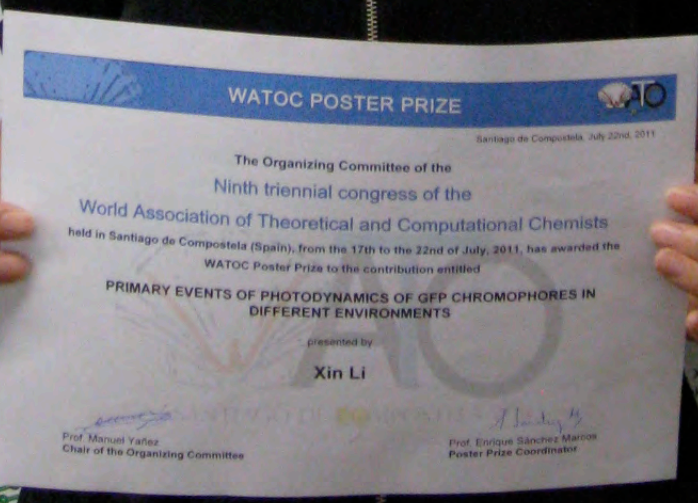 WATOC POSTER PRIZE
Santiago de Compostela, July 22nd, 2011
The Organizing Committee of the
Ninth triennial congress of the
World Association of Theoretical and Computational Chemists
held in Santiago de Compostela (Spain), from the 17th to the 22nd of July, 2011, has awarded the
WATOC Poster Prize to the contribution entitled
PRIMARY EVENTS OF PHOTODYNAMICS OF GFP CHROMOPHORES IN
DIFFERENT ENVIRONMENTS
presented by
Xin Li
Prof. Manuel Yañez
Chair of the Organizing Committee
Prof. Enrique Sánchez Marcos
Poster Prize Coordinator